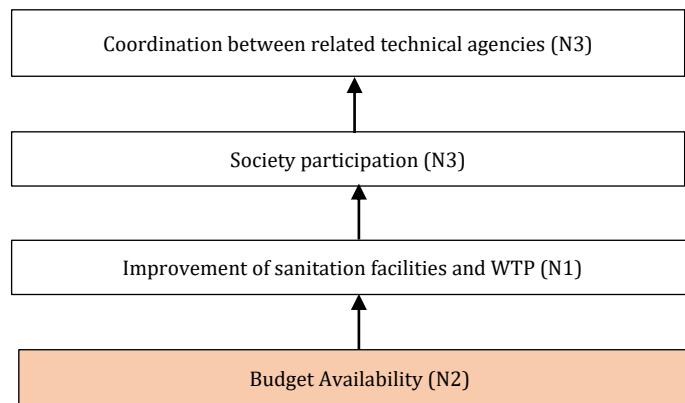 Coordination between related technical agencies (N3)
Society participation (N3)
Improvement of sanitation facilities and WTP (N1)
Budget Availability (N2)